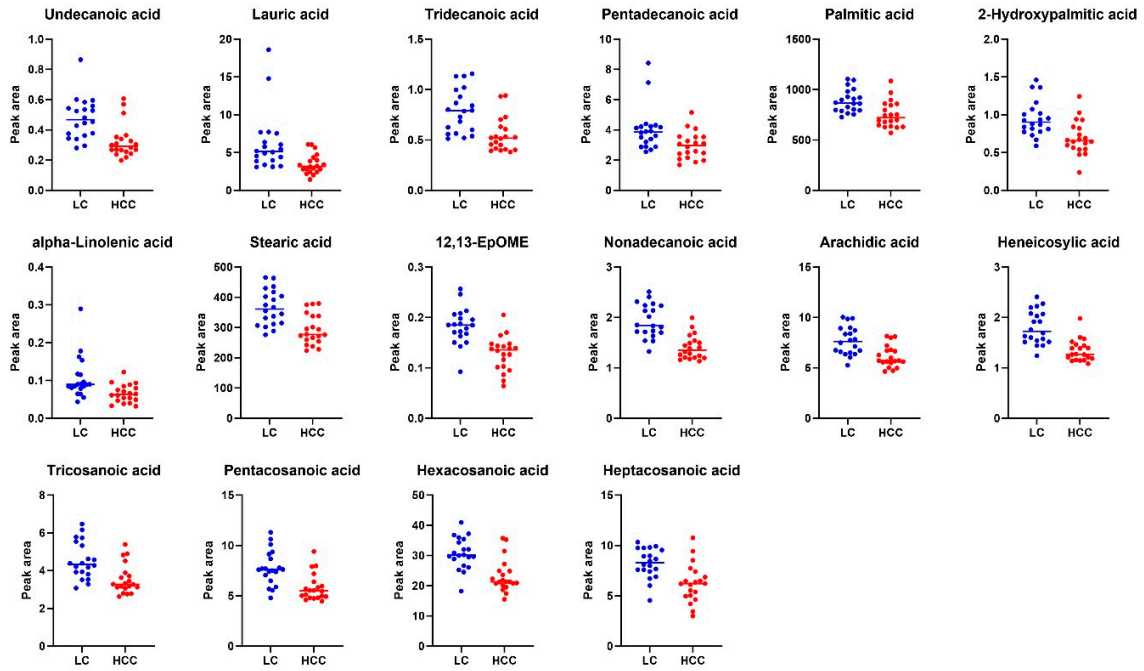 Undecanoic acid
Peak area
1.0
0.8
0.6
0.4
0.2
0.0
LC HCC
Lauric acid
Peak area
20
15
10
5
0
LC HCC
Tridecanoic acid
Peak area
1.5
1.0
0.5
0.0
LC HCC
Pentadecanoic acid
Peak area
10
8
6
4
2
0
LC HCC
Palmitic acid
Peak area
1500
1000
500
0
LC HCC
2-Hydroxypalmitic acid
Peak area
2.0
1.5
1.0
0.5
0.0
LC HCC
alpha-Linolenic acid
Peak area
0.4
0.3
0.2
0.1
0.0
LC HCC
Stearic acid
Peak area
500
400
300
200
100
0
LC HCC
12,13-EpOME
Peak area
0.3
0.2
0.1
0.0
LC HCC
Nonadecanoic acid
Peak area
3
2
1
0
LC HCC
Arachidic acid
Peak area
15
10
5
0
LC HCC
Heneicosylic acid
Peak area
3
2
1
0
LC HCC
Tricosanoic acid
Peak area
8
6
4
2
0
LC HCC
Pentacosanoic acid
Peak area
15
10
5
0
LC HCC
Hexacosanoic acid
Peak area
50
40
30
20
10
0
LC HCC
Heptacosanoic acid
Peak area
15
10
5
0
LC HCC